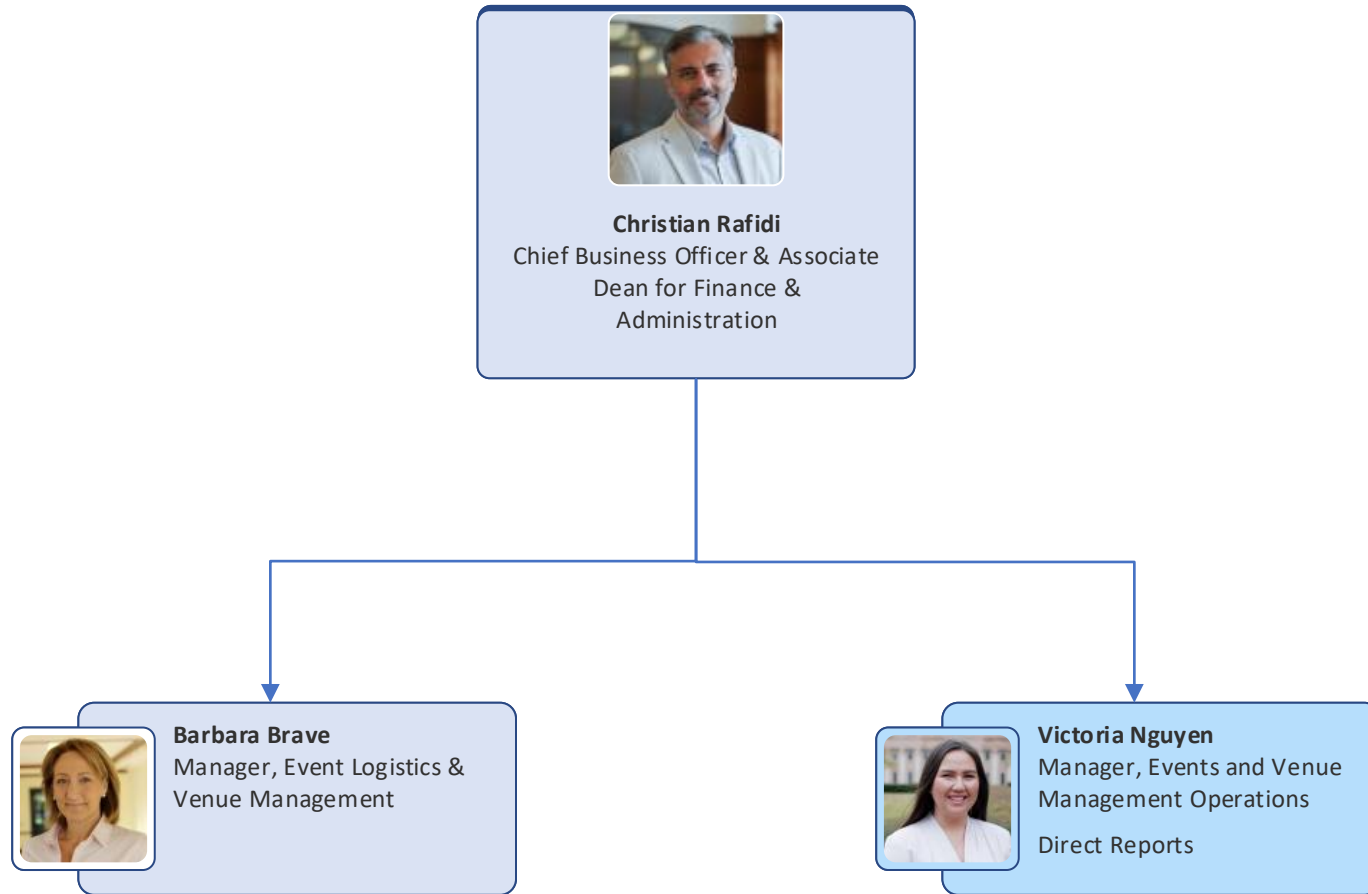 Christian Rafidi
Chief Business Officer & Associate
Dean for Finance &
Administration
Barbara Brave
Manager, Event Logistics &
Venue Management
Victoria Nguyen
Manager, Events and Venue
Management Operations
Direct Reports